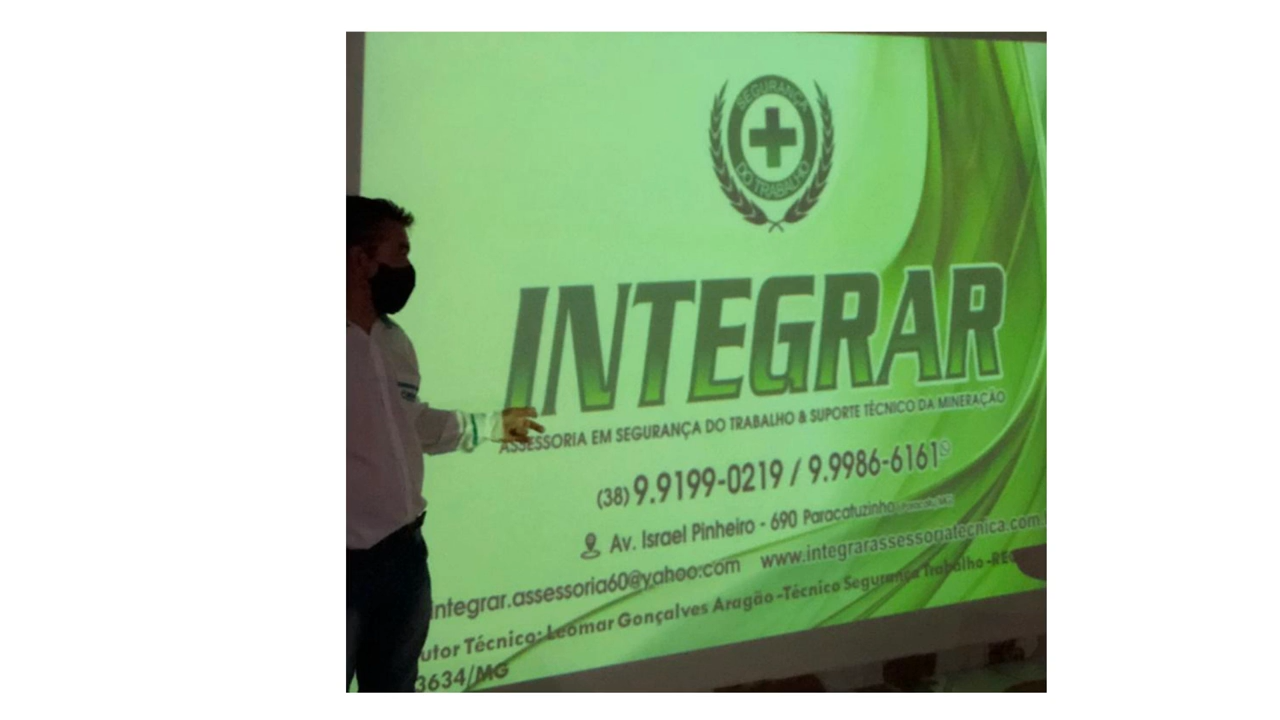 SEGURANÇA
DO TRABALHO
INTEGRAR
ASSESSORIA EM SEGURANÇA DO TRABALHO & SUPORTE TÉCNICO DA MINERAÇÃO
(38) 9.9199-0219 / 9.9986-6161
Av. Israel Pinheiro - 690 Paracatuzinho
integrar.assessoria60@yahoo.com www.integrarassessoriatecnica.com.
utor Técnico: Leomar Gonçalves Aragão -Técnico Segurança Trabalho -RE
3634/MG